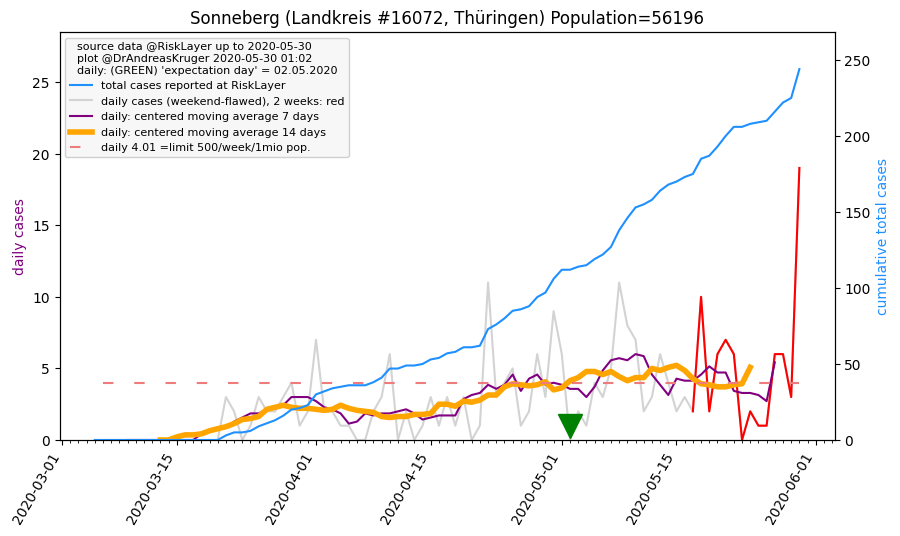 Sonneberg (Landkreis #16072, Thüringen) Population=56196
source data @RiskLayer up to 2020-05-30
plot @DrAndreasKruger 2020-05-30 01:02
daily: (GREEN) 'expectation day' = 02.05.2020
total cases reported at RiskLayer
daily cases (weekend-flawed), 2 weeks: red
daily: centered moving average 7 days
daily: centered moving average 14 days
daily 4.01 =limit 500/week/1mio pop.
daily cases
25
20
15
10
5
0
cumulative total cases
250
200
150
100
50
0
2020-03-01
2020-03-15
2020-04-01
2020-04-15
2020-05-01
2020-05-15
2020-06-01